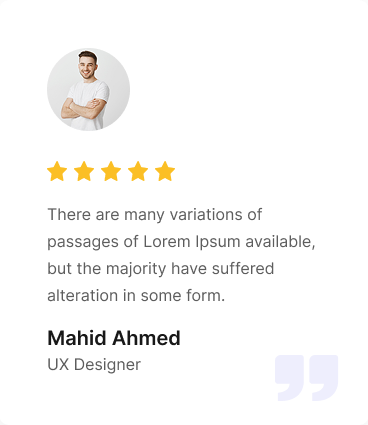 There are many variations of
passages of Lorem Ipsum available,
but the majority have suffered
alteration in some form.
Mahid Ahmed
UX Designer